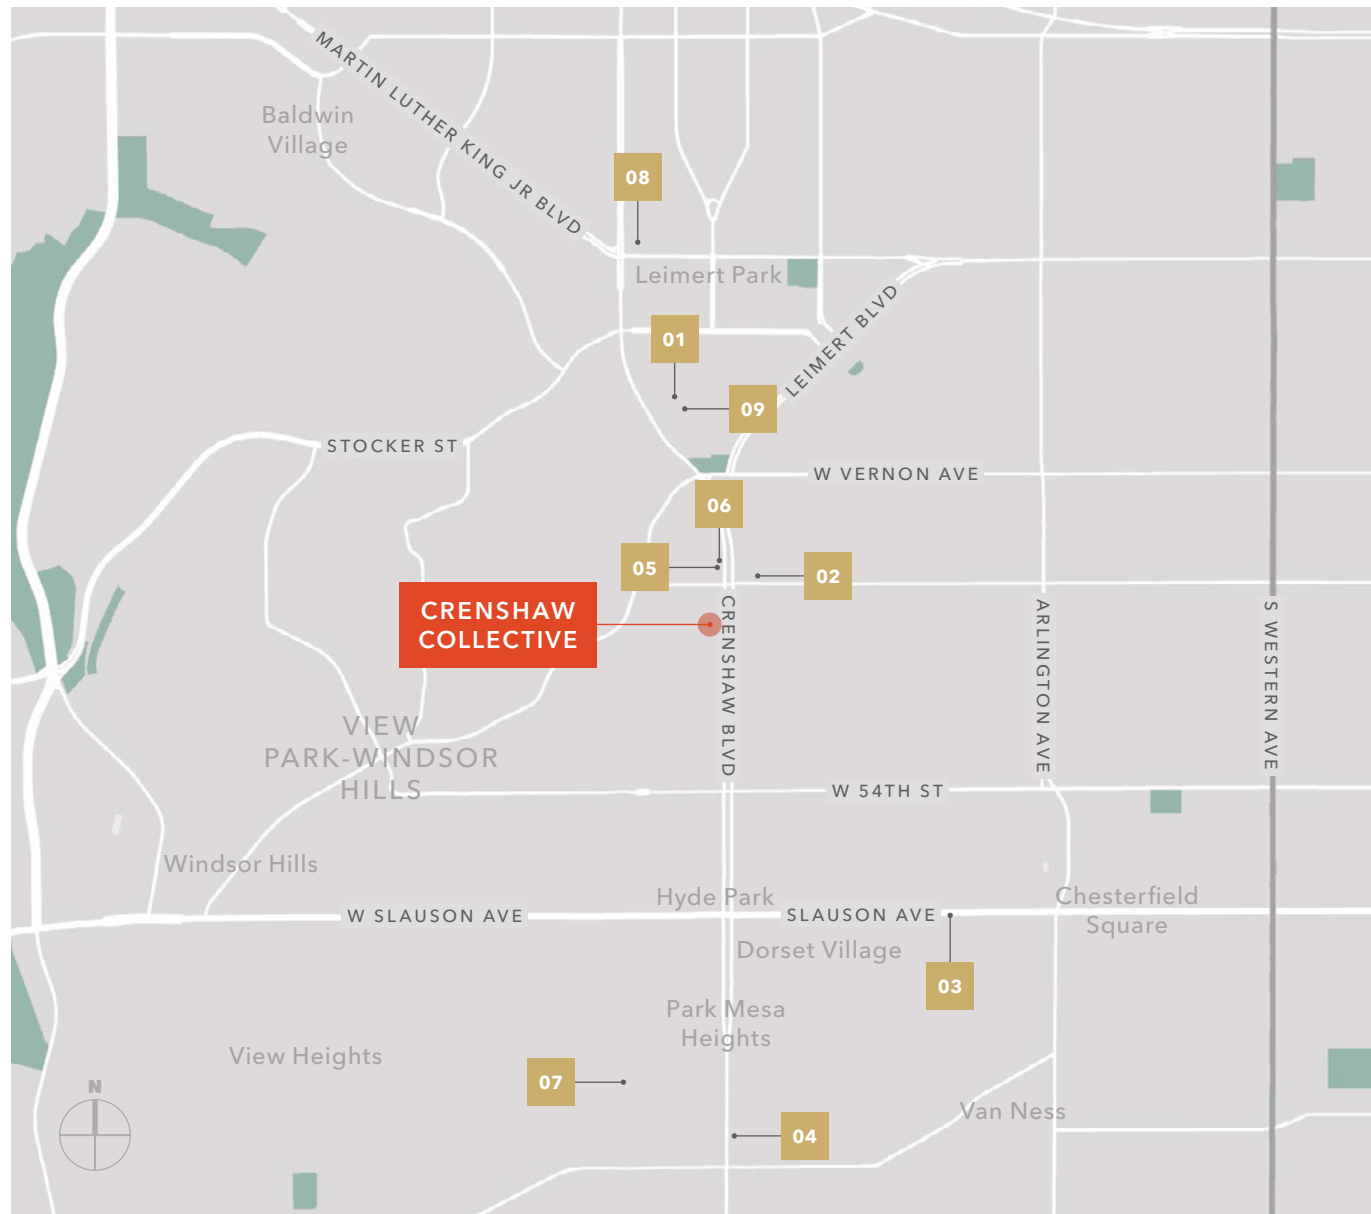 MARTIN LUTHER KING JR BLVD
Baldwin
Village
08
Leimert Park
01
LEIMERT BLVD
09
STOCKER ST
W VERNON AVE
06
05
02
CRENSHAW
COLLECTIVE
CRENSHAW BLVD
ARLINGTON AVE
S WESTERN AVE
VIEW
PARK-WINDSOR
HILLS
W 54TH ST
Windsor Hills
Hyde Park
Chesterfield
Square
W SLAUSON AVE
SLAUSON AVE
Dorset Village
03
Park Mesa
Heights
View Heights
07
N
Van Ness
04